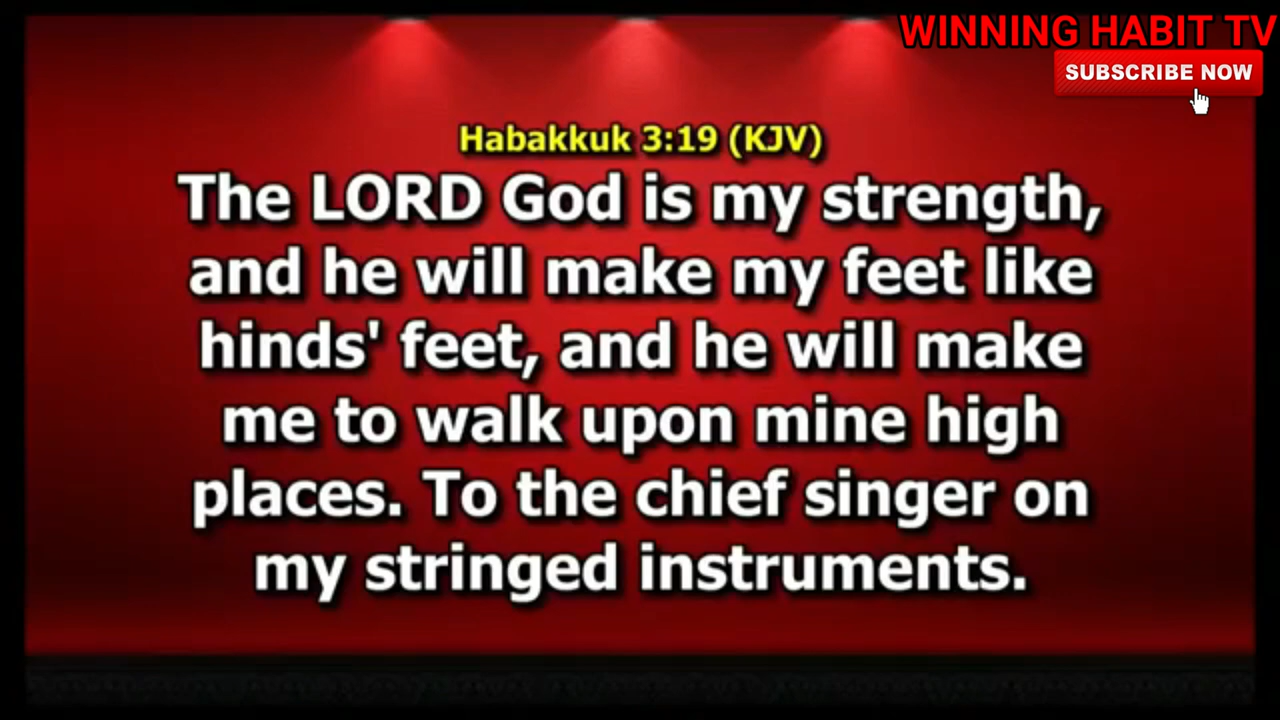 WINNING HABIT TV
SUBSCRIBE NOW
Habakkuk 3:19 (KJV)
The LORD God is my strength,
and he will make my feet like
hinds' feet, and he will make
me to walk upon mine high
places. To the chief singer on
my stringed instruments.